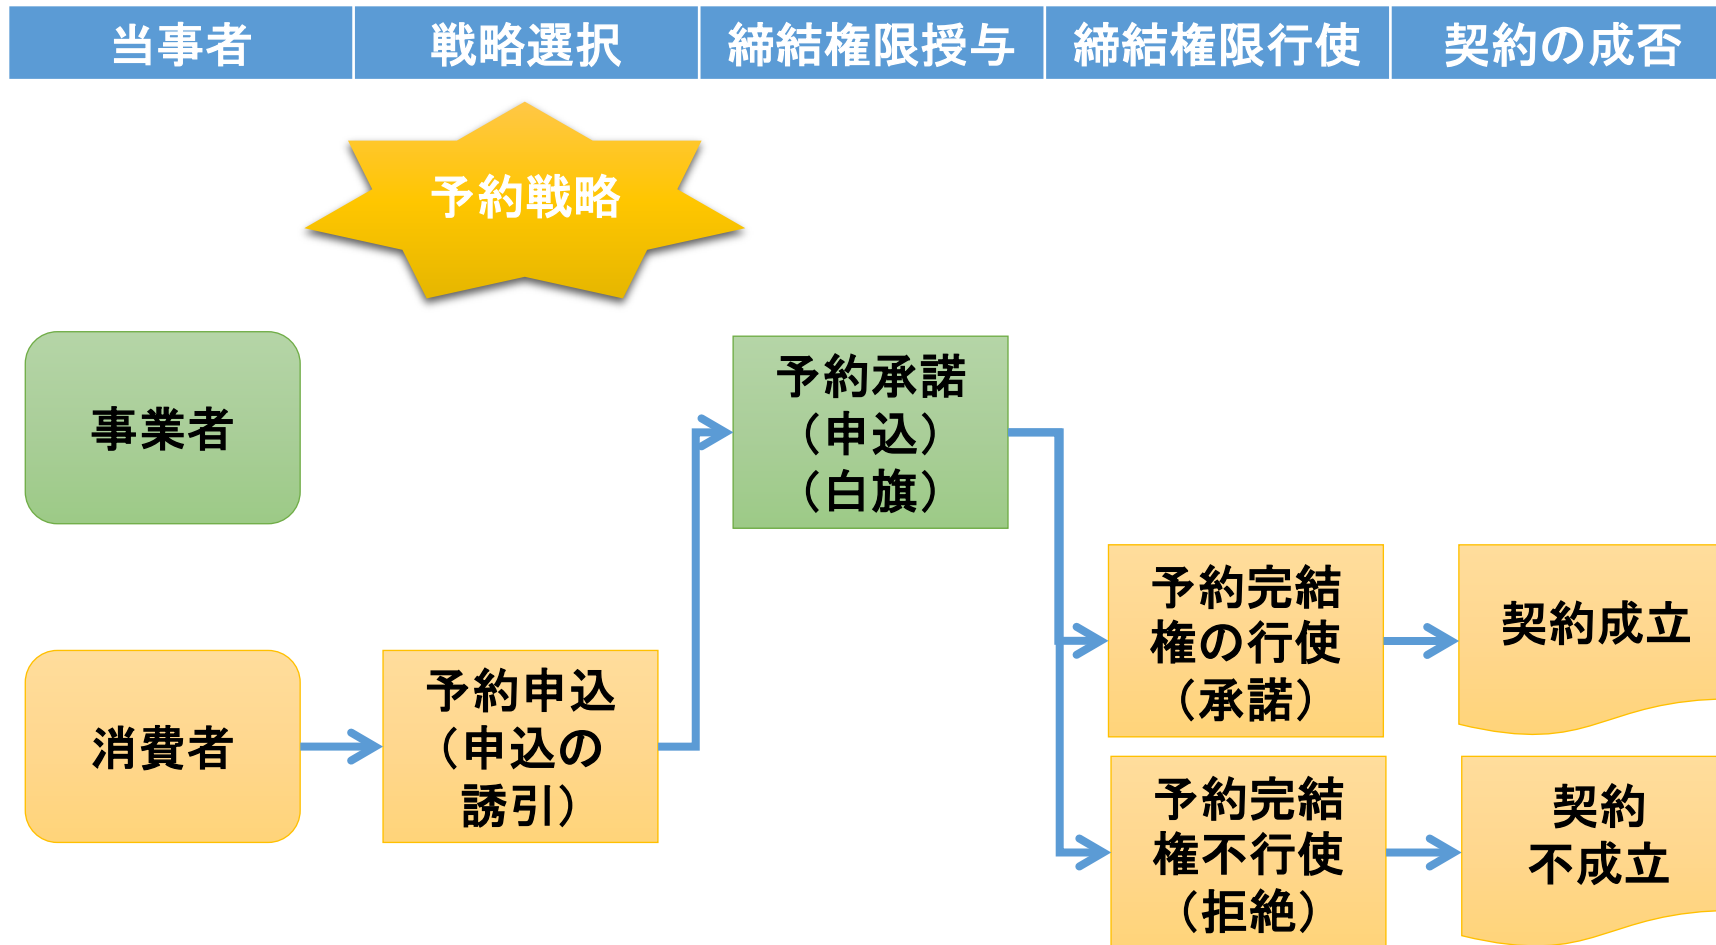 当事者
戦略選択
締結権限授与
締結権限行使
契約の成否
予約戦略
事業者
予約承諾
（申込）
（白旗）
消費者
予約申込
（申込の
誘引）
予約完結
権の行使
（承諾）
契約成立
予約完結
権不行使
（拒絶）
契約
不成立